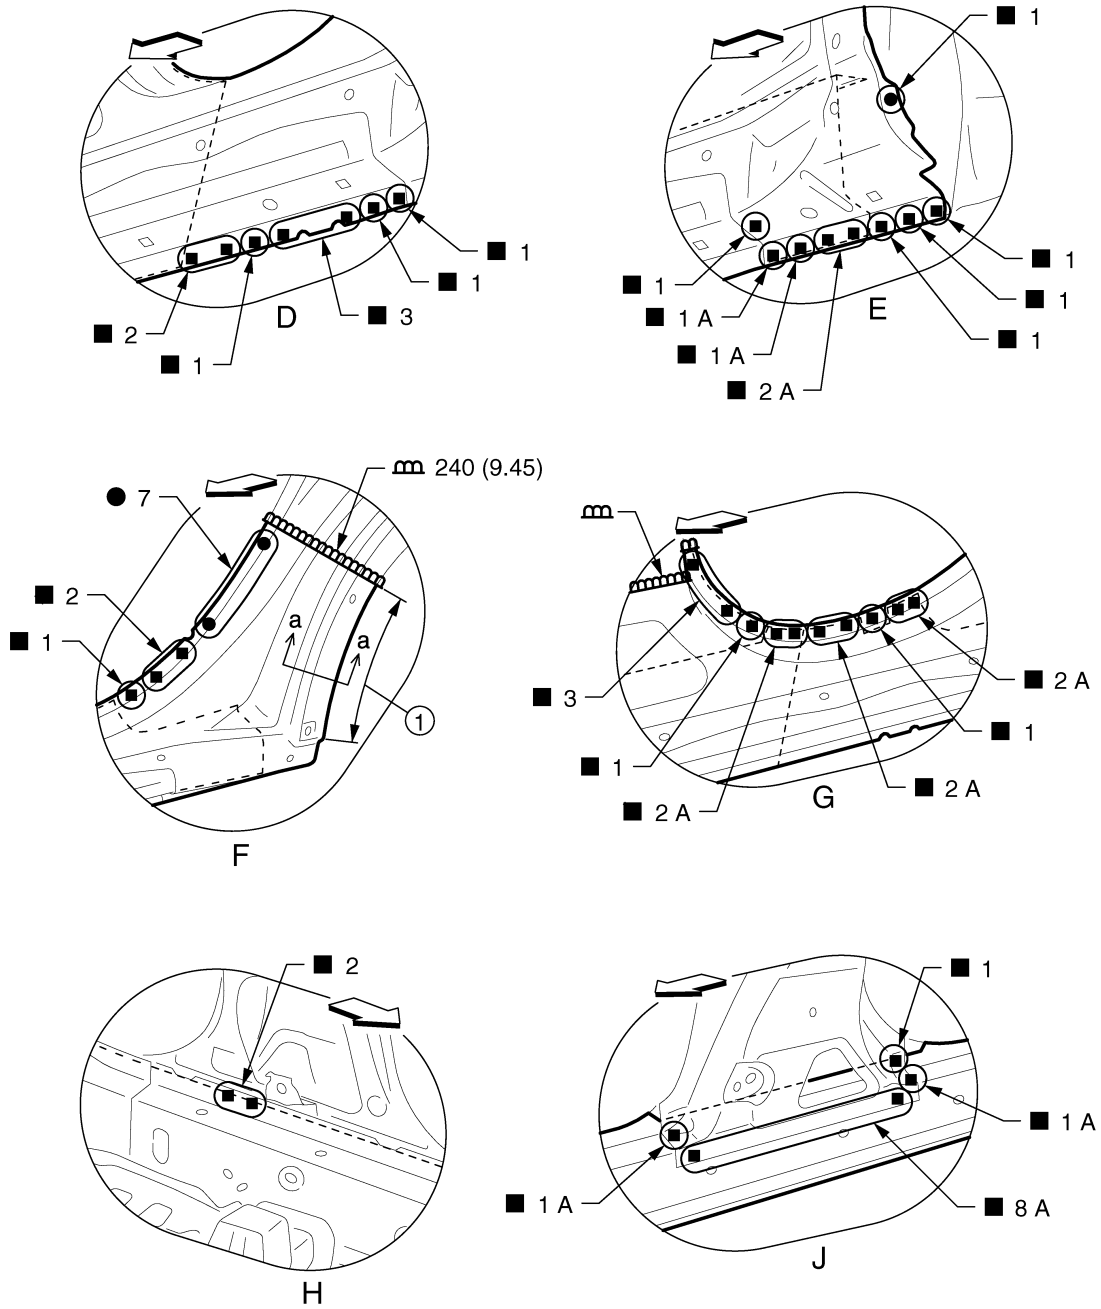 ■ 1
■ 1
■ 3
■ 2
■ 1
D
■ 1
■ 1
■ 1
■ 1
■ 1
■ 1 A
■ 1 A
■ 2 A
E
240 (9.45)
● 7
■ 2
■ 1
a
a
1
F
■ 3
■ 1
■ 2 A
■ 2 A
■ 1
■ 2 A
G
■ 2
H
■ 1
■ 1 A
■ 1 A
■ 8 A
J